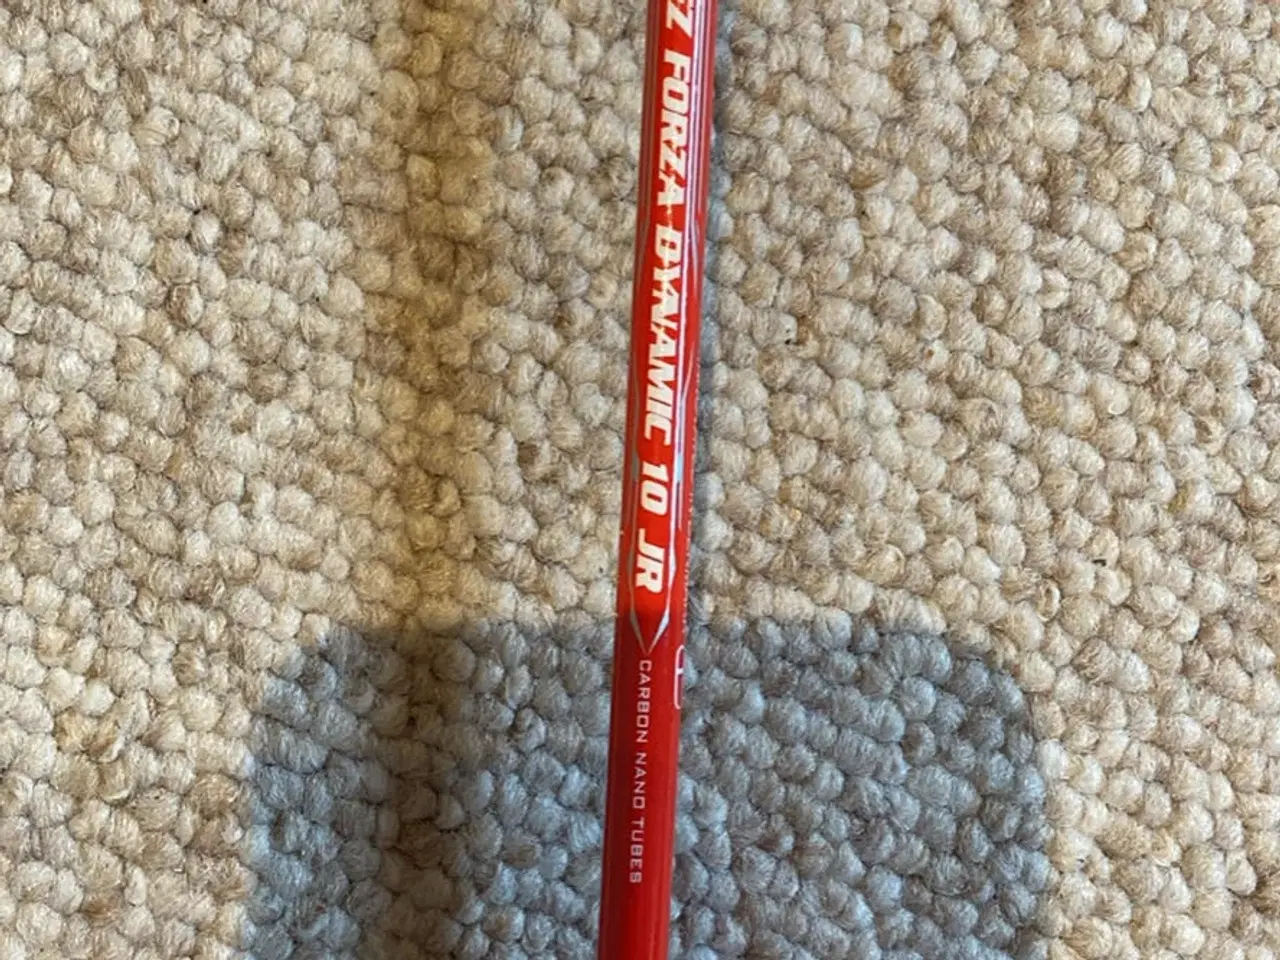 Z FORZA DYNAMIC 10 JR
CARBON NANO TUBES